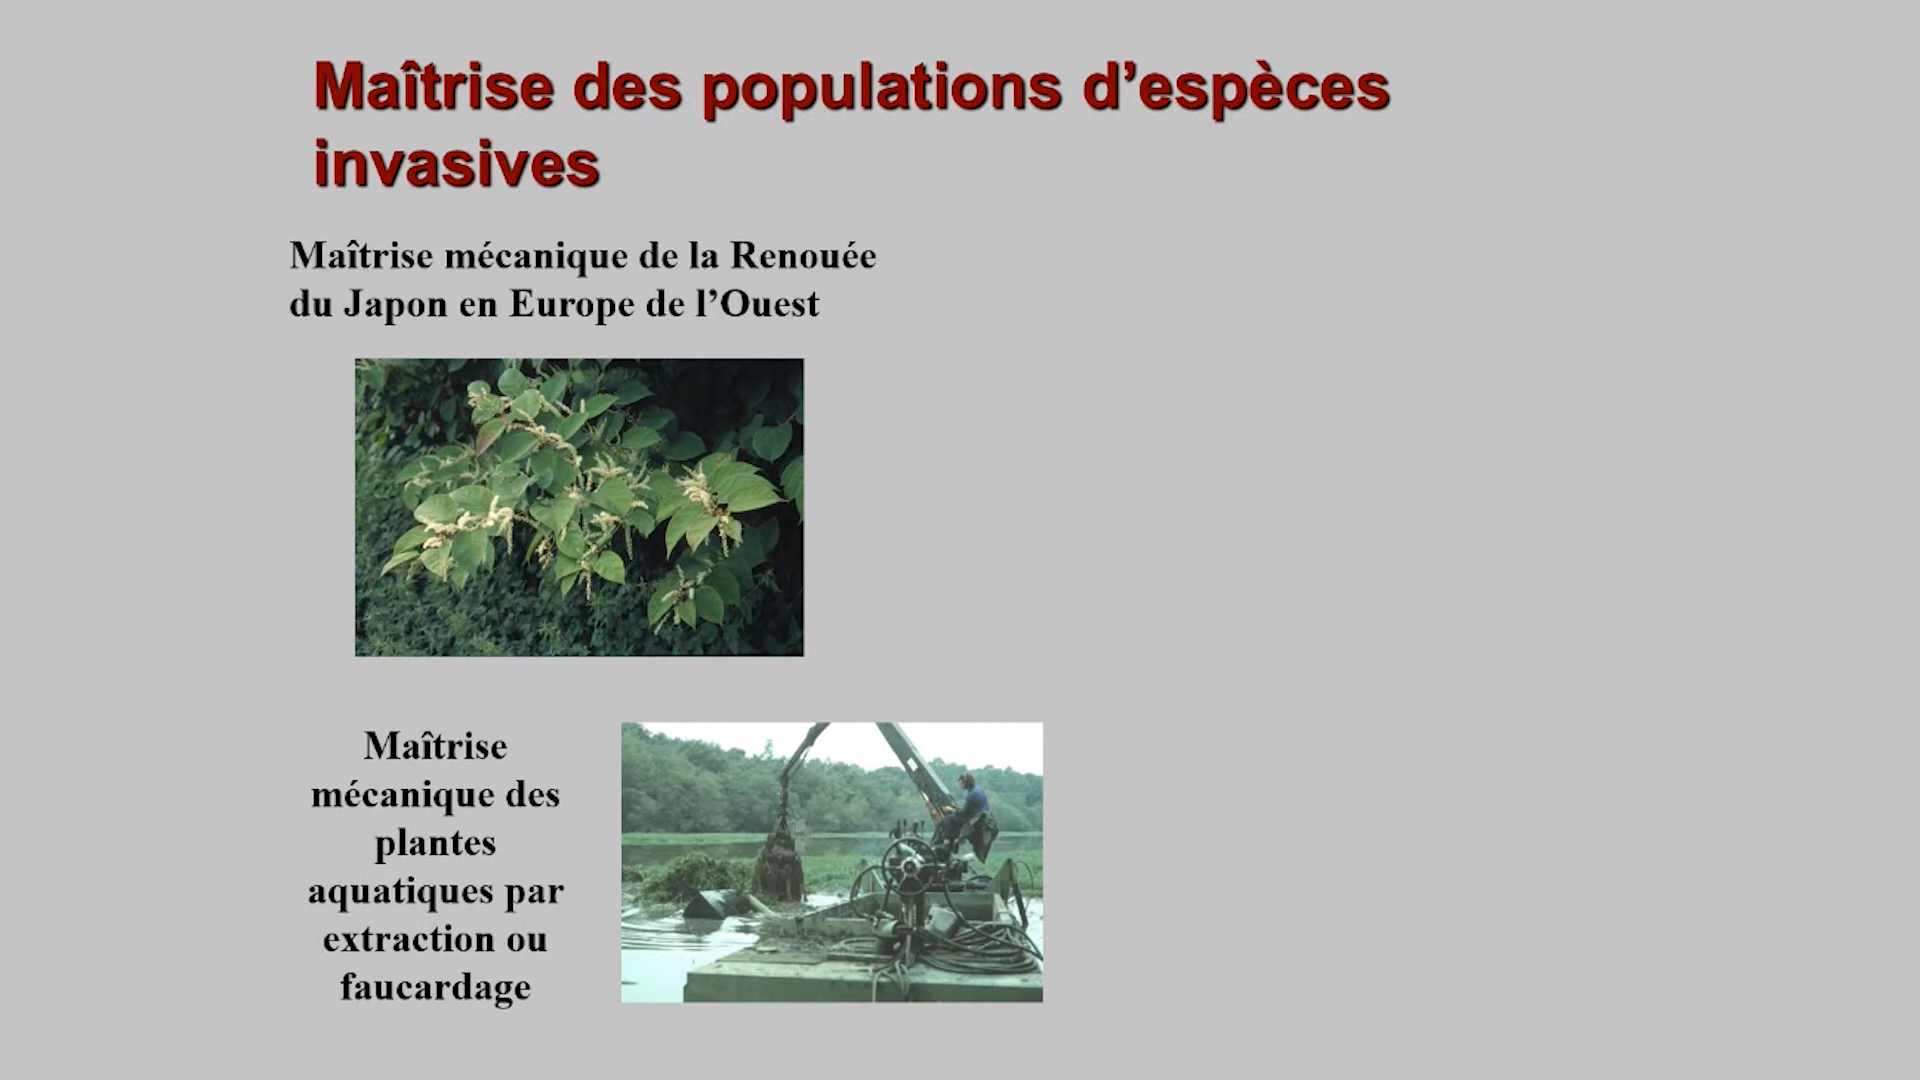 Maîtrise des populations d’espèces
invasives
Maîtrise mécanique de la Renouée
du Japon en Europe de l’Ouest
Maîtrise
mécanique des
plantes
aquatiques par
extraction ou
faucardage